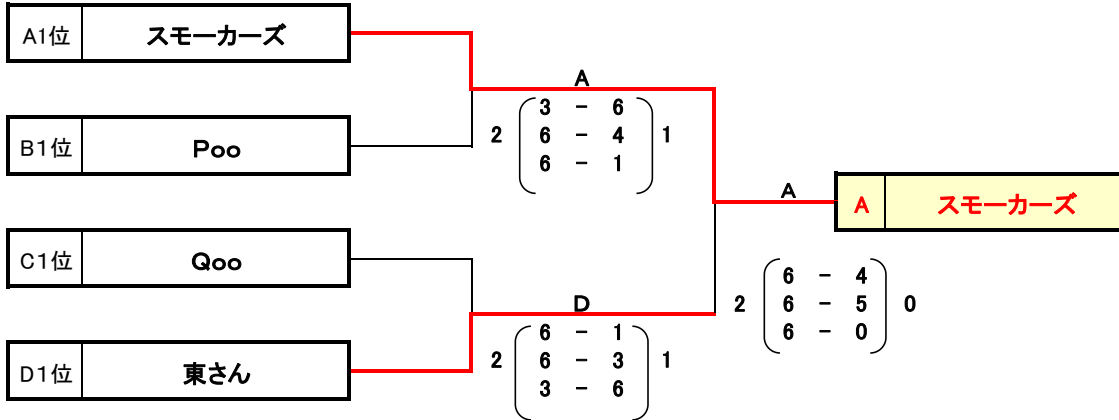 A1位 スモーカーズ
A
3 - 6
2 6 - 4 1
6 - 1
B1位 Poo
A
A スモーカーズ
C1位 Qoo
6 - 4
2 6 - 5 0
6 - 0
D
6 - 1
2 6 - 3 1
3 - 6
D1位 東さん